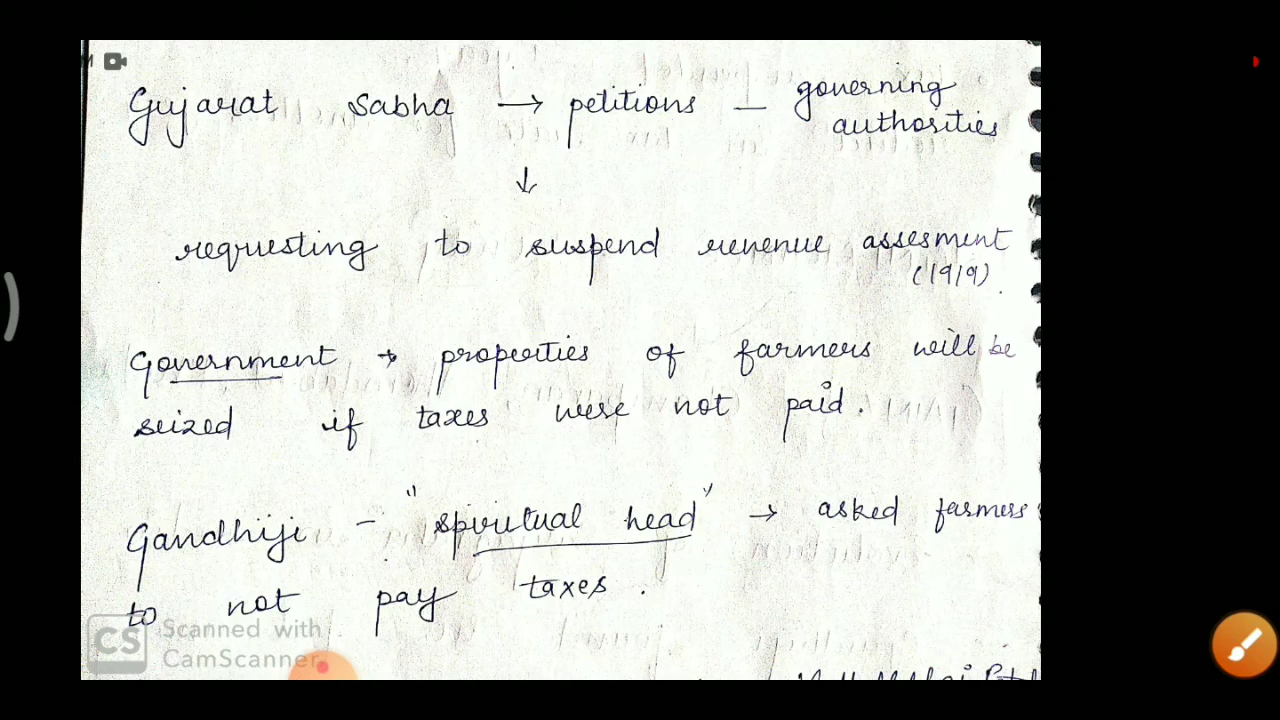 Gujarat sabha → petitions — governing
authorities
↓
requesting to suspend revenue assesment
(1919).
Government → properties of farmers will be
seized if taxes were not paid.
Gandhiji - "spiritual head" → asked farmers
to not pay taxes.
CS Scanned with
CamScanner